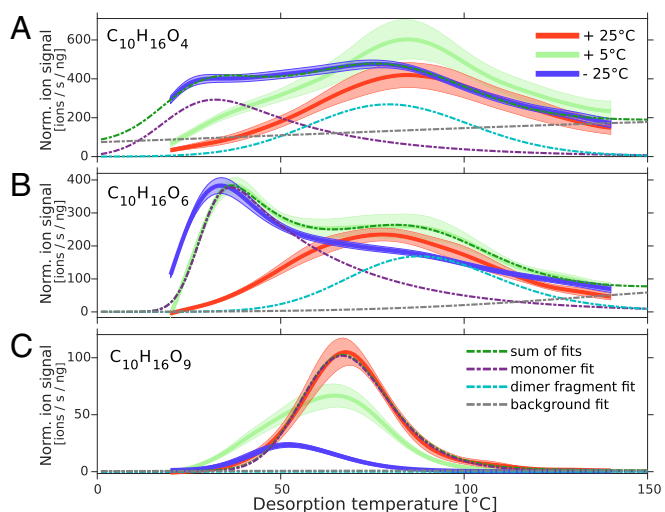 A
C10H16O4
+ 25°C
+ 5°C
- 25°C
Norm. ion signal
[ions / s / ng]
600
400
200
0
B
C10H16O6
Norm. ion signal
[ions / s / ng]
400
300
200
100
0
C
C10H16O9
sum of fits
monomer fit
dimer fragment fit
background fit
Norm. ion signal
[ions / s / ng]
100
50
0
0 50 100 150
Desorption temperature [°C]